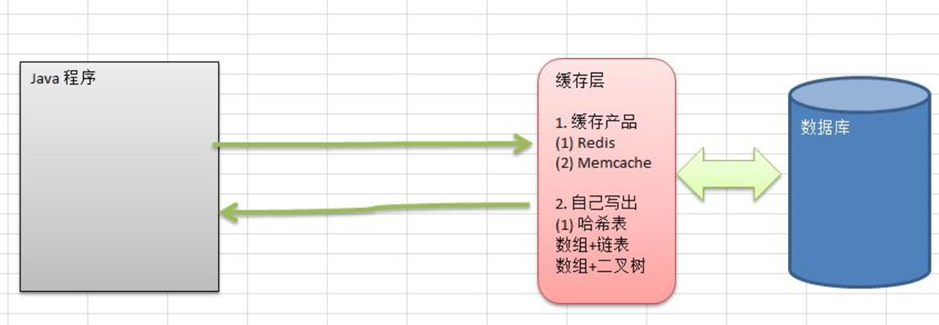 Java 程序
缓存层
1. 缓存产品
(1) Redis
(2) Memcache
2. 自己写出
(1) 哈希表
数组+链表
数组+二叉树
数据库